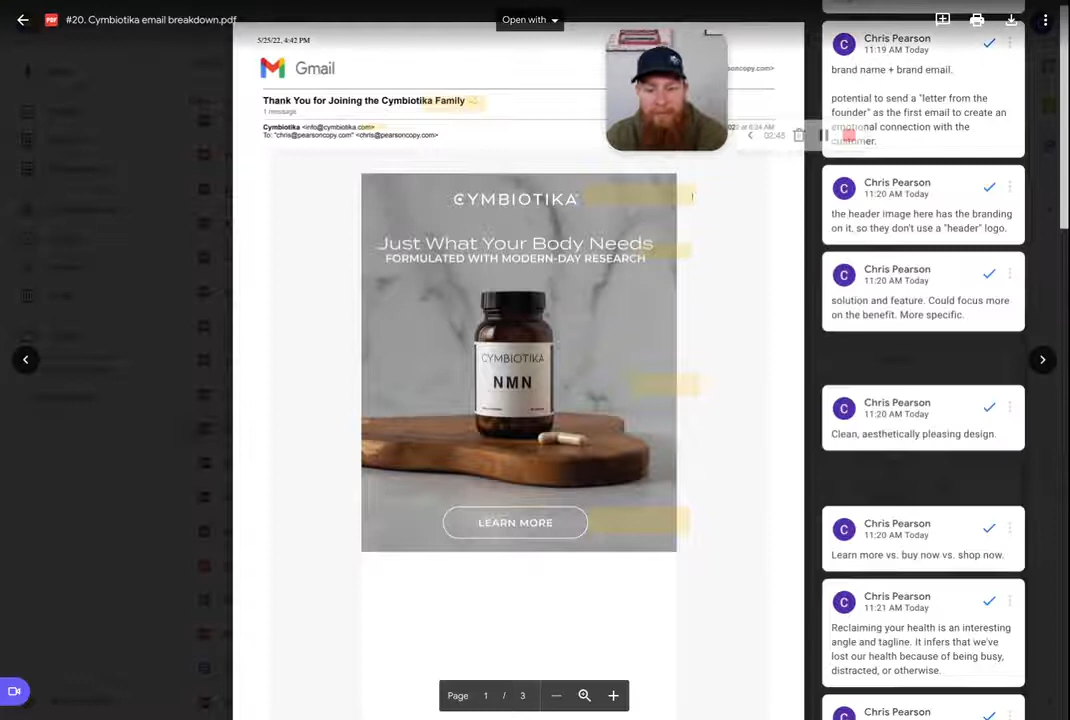 #20. Cymbiotika email breakdown.pdf
Open with
5/25/22, 4:42 PM
Gmail
Thank You for Joining the Cymbiotika Family
1 message
Cymbiotika <info@cymbiotika.com>
To: "chris@pearsoncopy.com" <chris@pearsoncopy.com>
02:45
CYMBIOTIKA
Just What Your Body Needs
FORMULATED WITH MODERN-DAY RESEARCH
CYMBIOTIKA
NMN
LEARN MORE
Page 1 / 3
Chris Pearson
11:19 AM Today
brand name + brand email.
potential to send a "letter from the
founder" as the first email to create an
emotional connection with the
customer.
Chris Pearson
11:20 AM Today
the header image here has the branding
on it. so they don't use a "header" logo.
Chris Pearson
11:20 AM Today
solution and feature. Could focus more
on the benefit. More specific.
Chris Pearson
11:20 AM Today
Clean, aesthetically pleasing design.
Chris Pearson
11:20 AM Today
Learn more vs. buy now vs. shop now.
Chris Pearson
11:21 AM Today
Reclaiming your health is an interesting
angle and tagline. It infers that we've
lost our health because of being busy,
distracted, or otherwise.
Chris Pearson